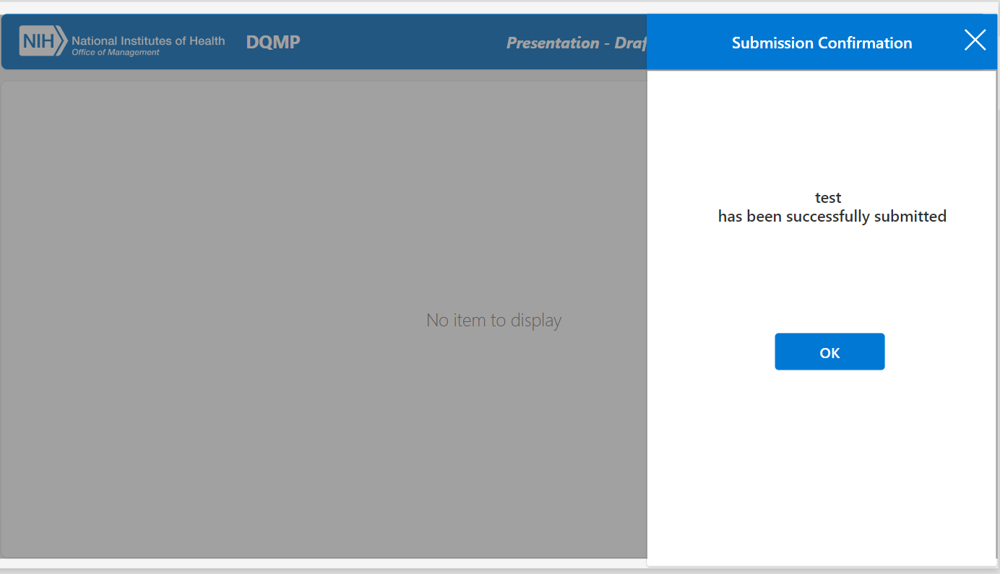 NIH National Institutes of Health
Office of Management
DQMP
Presentation - Draf
Submission Confirmation
test
has been successfully submitted
No item to display
OK